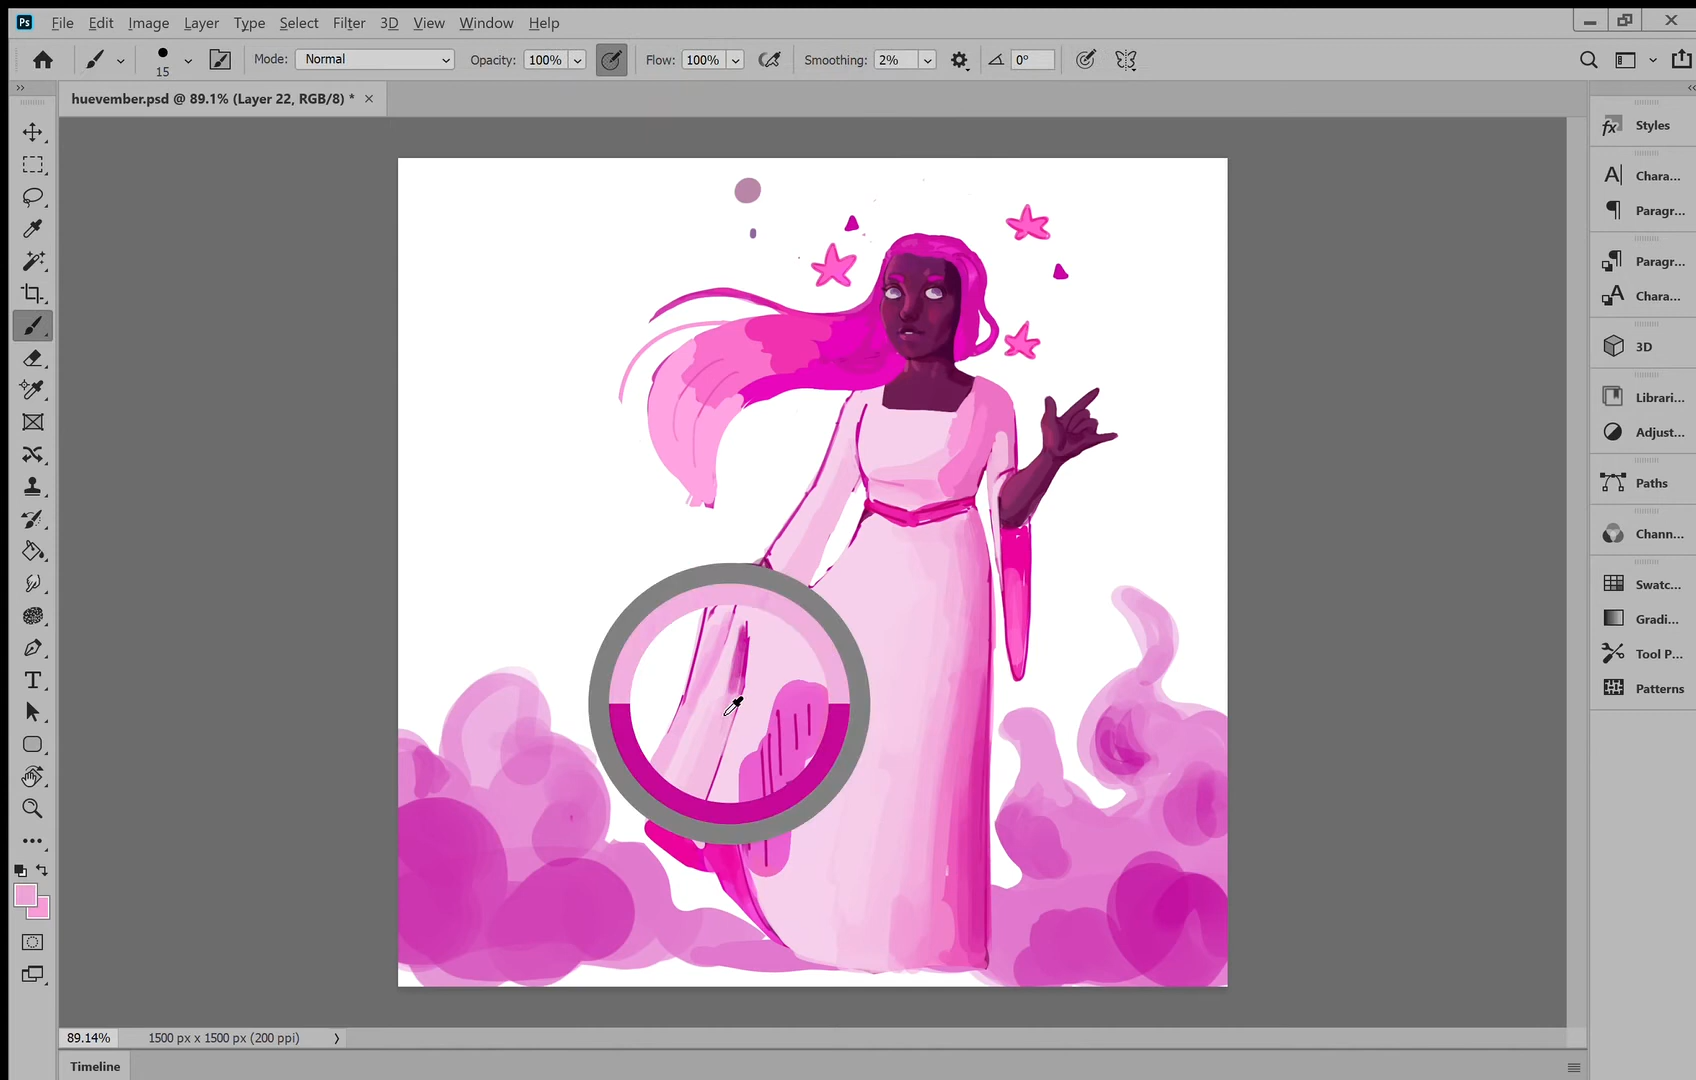 Ps File Edit Image Layer Type Select Filter 3D View Window Help
15 Mode: Normal Opacity: 100% Flow: 100% Smoothing: 2% 0°
huevember.psd @ 89.1% (Layer 22, RGB/8) *
Styles
Chara...
Paragr...
Paragr...
Chara...
3D
Librari...
Adjust...
Paths
Chann...
Swatc...
Gradi...
Tool P...
Patterns
89.14% 1500 px x 1500 px (200 ppi)
Timeline